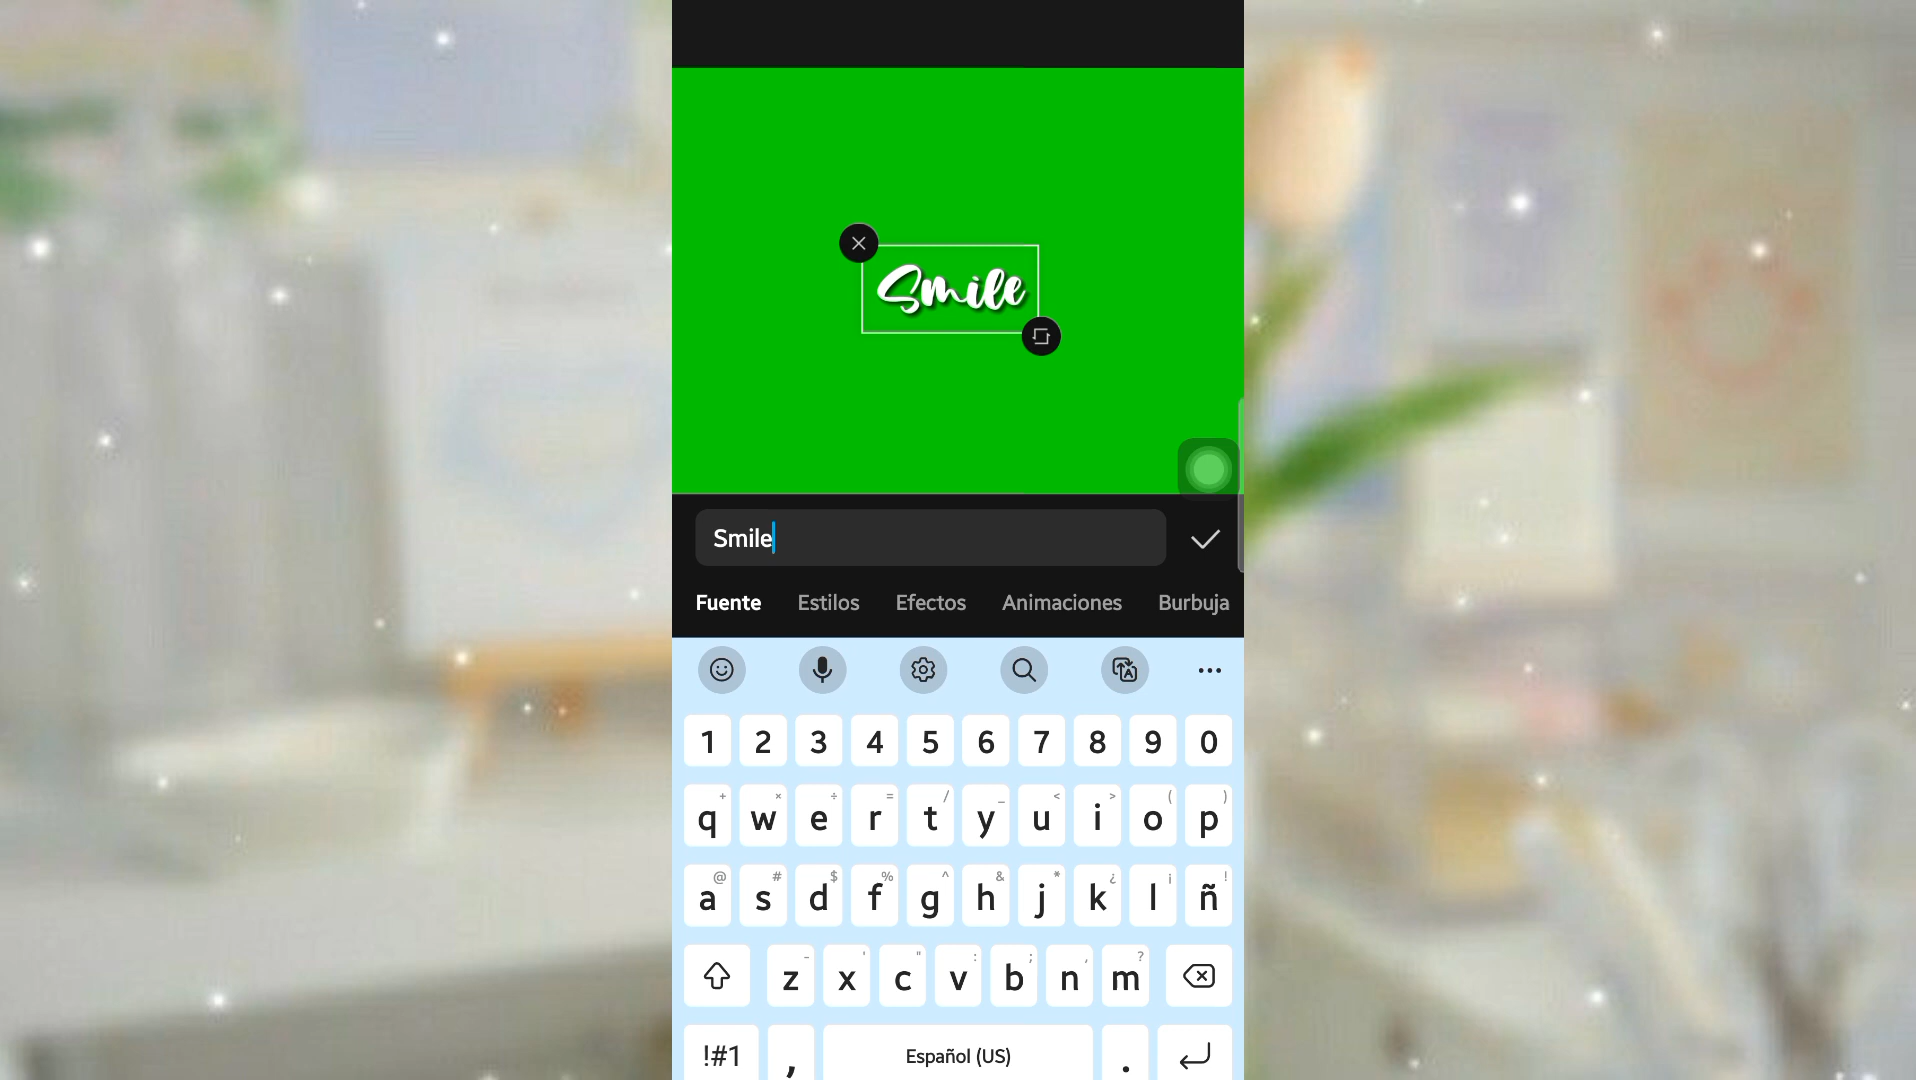 Smile
Smile
Fuente Estilos Efectos Animaciones Burbuja
1 2 3 4 5 6 7 8 9 0
+ × ÷ = / _ < > ( )
q w e r t y u i o p
@ # $ % ^ & * ¿ ¡ !
a s d f g h j k l ñ
- ' " : ; , ?
z x c v b n m
!#1 , Español (US) .